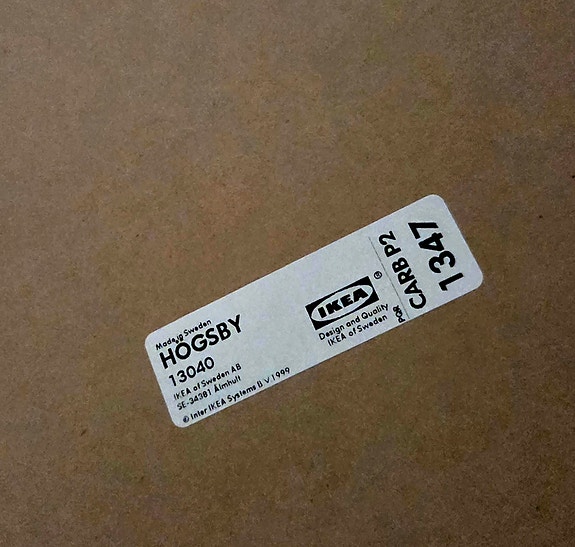 Made in Sweden
HÖGSBY
13040
IKEA of Sweden AB
SE-34381 Älmhult
© Inter IKEA Systems B V 1999
IKEA ®
Design and Quality
IKEA of Sweden
PQR
CARB P2
1347